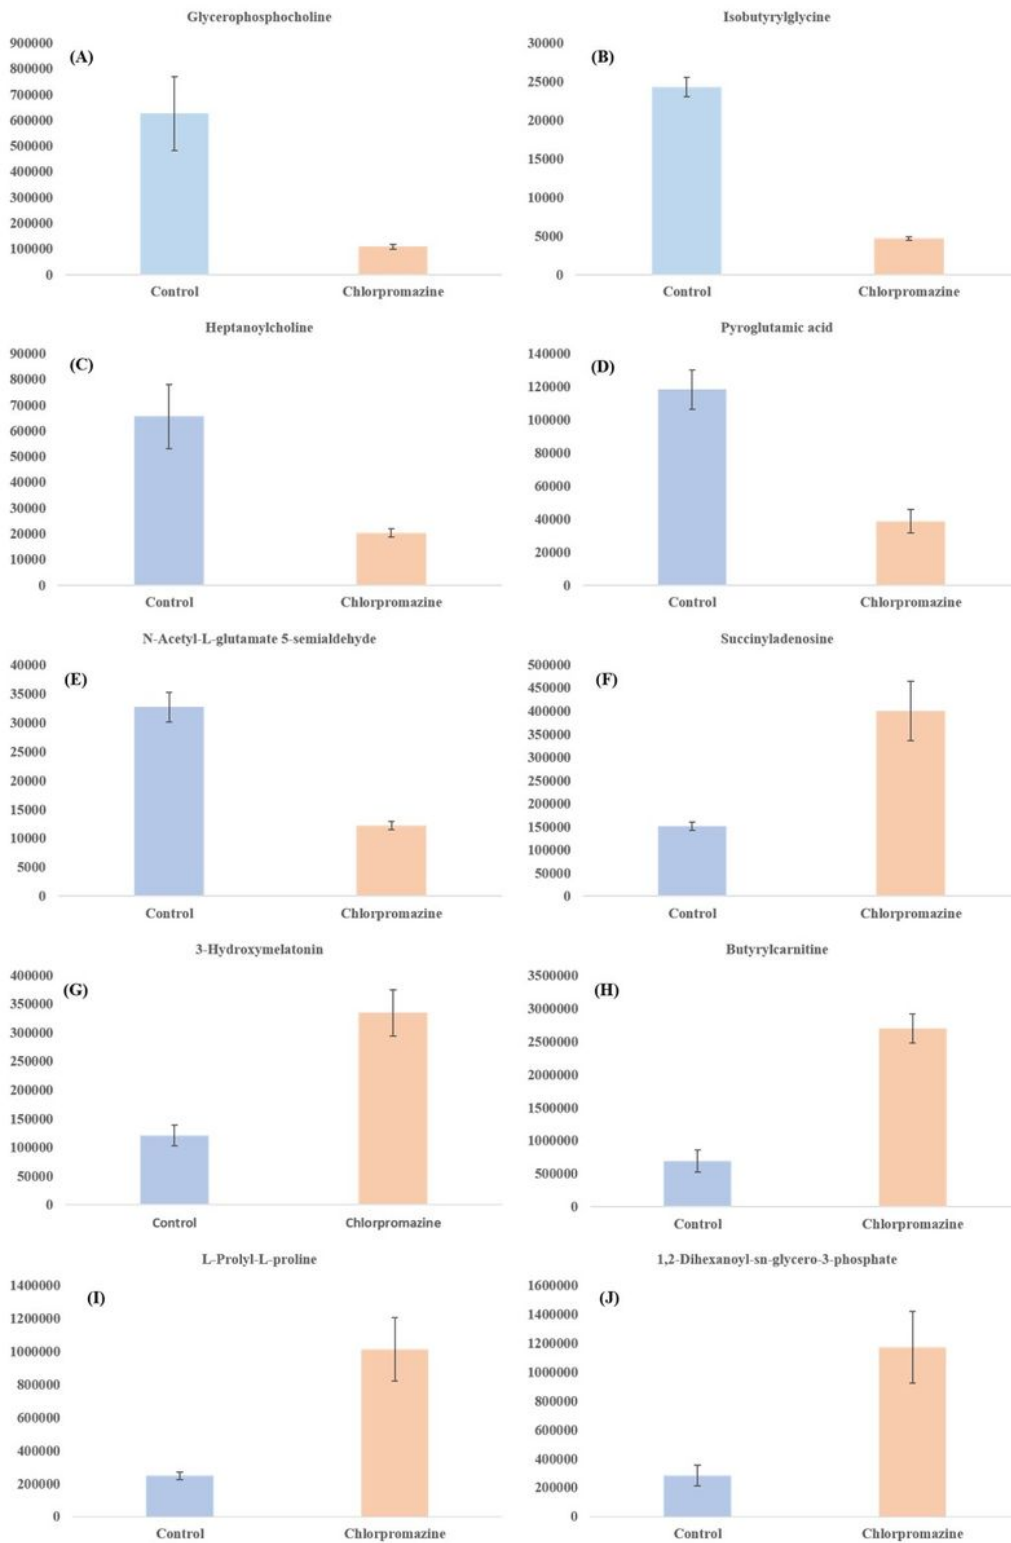 Glycerophosphocholine
(A)
900000
800000
700000
600000
500000
400000
300000
200000
100000
0
Control Chlorpromazine
Isobutyrylglycine
(B)
30000
25000
20000
15000
10000
5000
0
Control Chlorpromazine
Heptanoylcholine
(C)
90000
80000
70000
60000
50000
40000
30000
20000
10000
0
Control Chlorpromazine
Pyroglutamic acid
(D)
140000
120000
100000
80000
60000
40000
20000
0
Control Chlorpromazine
N-Acetyl-L-glutamate 5-semialdehyde
(E)
40000
35000
30000
25000
20000
15000
10000
5000
0
Control Chlorpromazine
Succinyladenosine
(F)
500000
450000
400000
350000
300000
250000
200000
150000
100000
50000
0
Control Chlorpromazine
3-Hydroxymelatonin
(G)
400000
350000
300000
250000
200000
150000
100000
50000
0
Control Chlorpromazine
Butyrylcarnitine
(H)
3500000
3000000
2500000
2000000
1500000
1000000
500000
0
Control Chlorpromazine
L-Prolyl-L-proline
(I)
1400000
1200000
1000000
800000
600000
400000
200000
0
Control Chlorpromazine
1,2-Dihexanoyl-sn-glycero-3-phosphate
(J)
1600000
1400000
1200000
1000000
800000
600000
400000
200000
0
Control Chlorpromazine